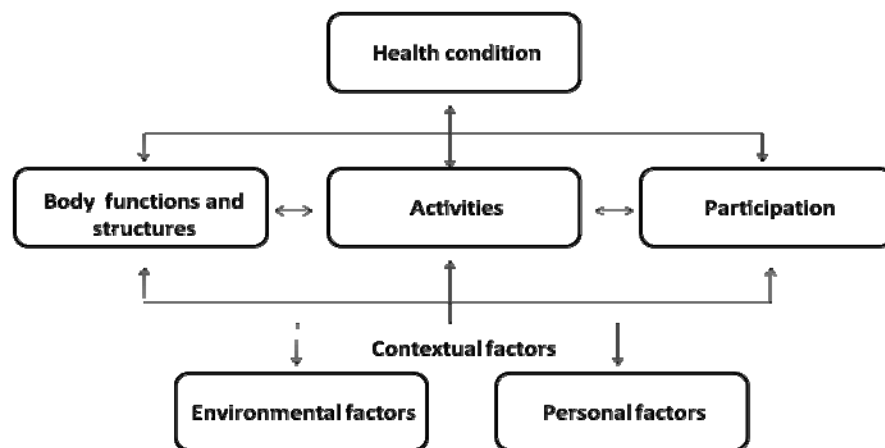 Health condition
Body functions and
structures
Activities
Participation
Contextual factors
Environmental factors
Personal factors